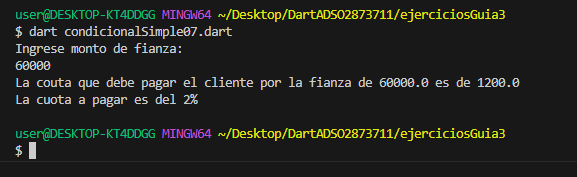 user@DESKTOP-KT4DDGG MINGW64 ~/Desktop/DartADSO2873711/ejerciciosGuia3
$ dart condicionalSimple07.dart
Ingrese monto de fianza:
60000
La couta que debe pagar el cliente por la fianza de 60000.0 es de 1200.0
La cuota a pagar es del 2%
user@DESKTOP-KT4DDGG MINGW64 ~/Desktop/DartADSO2873711/ejerciciosGuia3
$